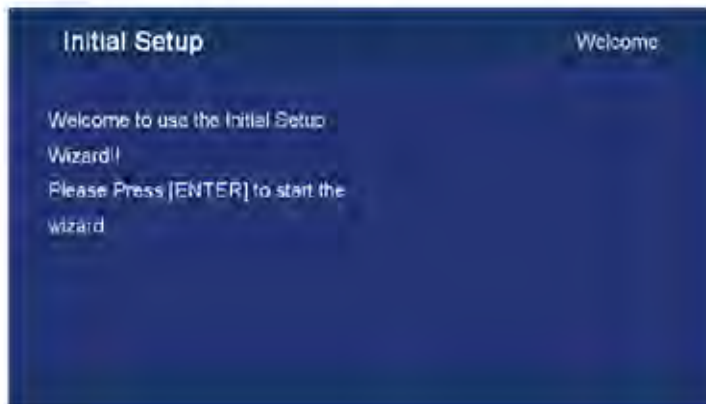 Initial Setup
Welcome
Welcome to use the Initial Setup
Wizard!!
Please Press [ENTER] to start the
wizard